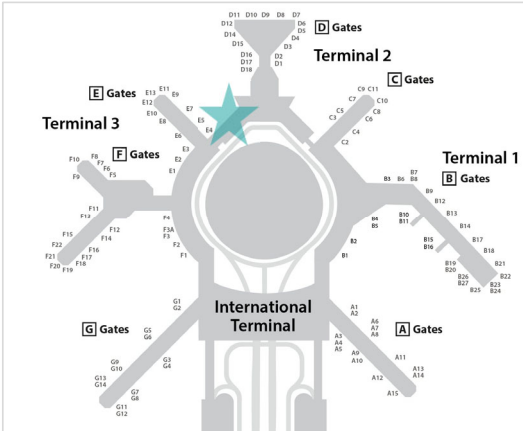 D11 D10 D9 D8 D7
D12
D14
D15
D16
D17
D18
D6
D5
D4
D3
D2
D1
D Gates
Terminal 2
E Gates
E13 E11 E9
E12
E10
E8
E7
E6
E5
E4
E3
E2
E1
C Gates
C9 C11
C7 C10
C5 C8
C3 C6
C4
C2
Terminal 3
F Gates
F10 F8
F7
F6
F5
F9
F11
F13
F12
F15
F14
F22
F16
F21 F17
F20 F18
F19
F4
F3A
F3
F2
F1
Terminal 1
B Gates
B3 B6 B7
B8
B9
B12
B13
B14
B17
B18
B21
B22
B23
B24
B25
B26
B27
B19
B20
B15
B16
B10
B11
B4
B5
B2
B1
International
Terminal
G Gates
G1
G2
G5
G6
G3
G4
G9
G10
G7
G8
G13
G14
G11
G12
A Gates
A1
A2
A3
A4
A5
A6
A7
A8
A9
A10
A11
A12
A13
A14
A15